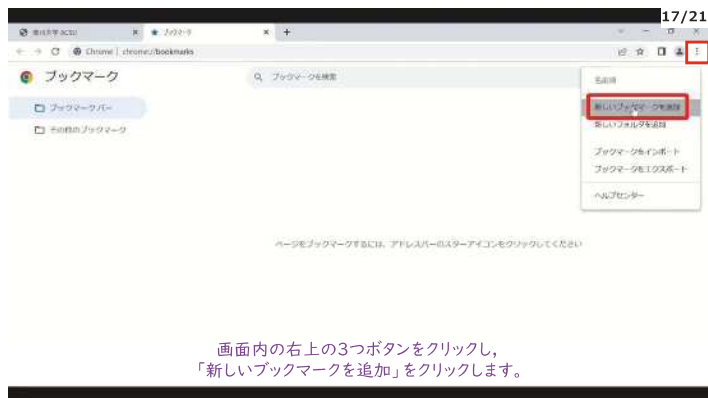 17/21
ブックマーク
Chrome | chrome://bookmarks
ブックマーク
ブックマークを検索
名前順
ブックマークバー
新しいブックマークを追加
新しいフォルダを追加
その他のブックマーク
ブックマークをインポート
ブックマークをエクスポート
ヘルプセンター
ページをブックマークするには、アドレスバーのスターアイコンをクリックしてください
画面内の右上の3つボタンをクリックし,
「新しいブックマークを追加」をクリックします。